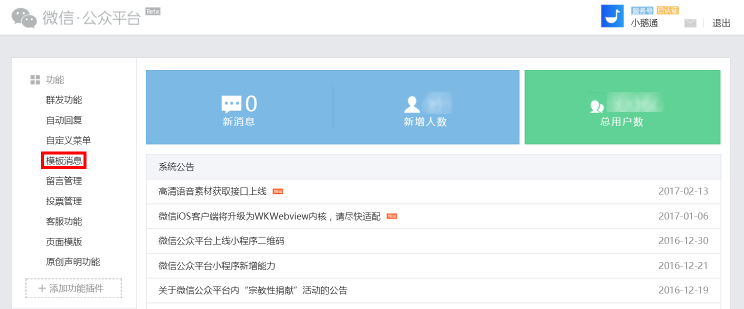 微信·公众平台 Beta
服务号 已认证
小鹅通 退出
功能
群发功能
自动回复
自定义菜单
模板消息
留言管理
投票管理
客服功能
页面模版
原创声明功能
+ 添加功能插件
0
新消息
新增人数
总用户数
系统公告
高清语音素材获取接口上线 2017-02-13
微信iOS客户端将升级为WKWebview内核，请尽快适配 2017-01-06
微信公众平台上线小程序二维码 2016-12-30
微信公众平台小程序新增能力 2016-12-21
关于微信公众平台内“宗教性捐献”活动的公告 2016-12-19